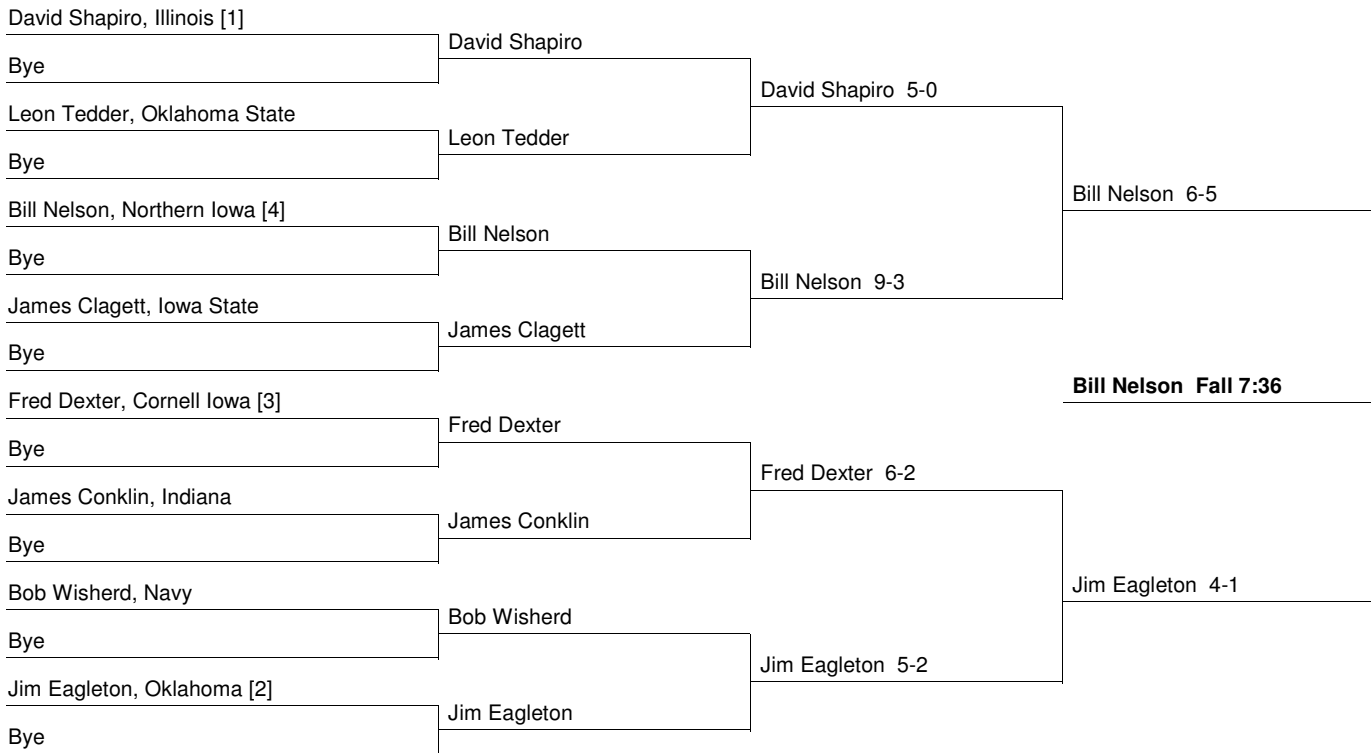 David Shapiro, Illinois [1]
Bye
Leon Tedder, Oklahoma State
Bye
Bill Nelson, Northern Iowa [4]
Bye
James Clagett, Iowa State
Bye
Fred Dexter, Cornell Iowa [3]
Bye
James Conklin, Indiana
Bye
Bob Wisherd, Navy
Bye
Jim Eagleton, Oklahoma [2]
Bye
David Shapiro
Leon Tedder
Bill Nelson
James Clagett
Fred Dexter
James Conklin
Bob Wisherd
Jim Eagleton
David Shapiro 5-0
Bill Nelson 9-3
Fred Dexter 6-2
Jim Eagleton 5-2
Bill Nelson 6-5
Bill Nelson Fall 7:36
Jim Eagleton 4-1